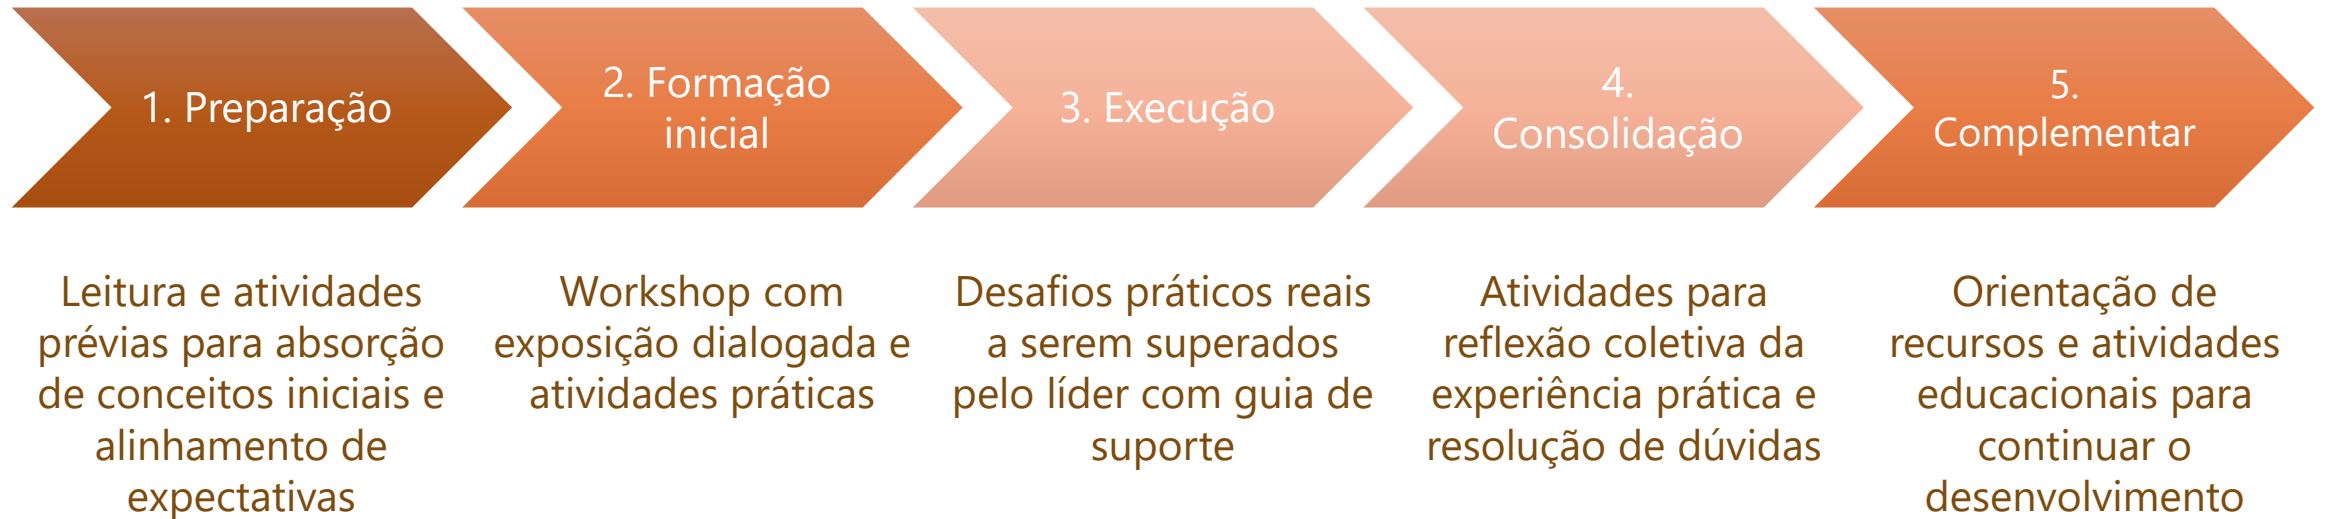 1. Preparação
2. Formação
inicial
3. Execução
4.
Consolidação
5.
Complementar
Leitura e atividades
prévias para absorção
de conceitos iniciais e
alinhamento de
expectativas
Workshop com
exposição dialogada e
atividades práticas
Desafios práticos reais
a serem superados
pelo líder com guia de
suporte
Atividades para
reflexão coletiva da
experiência prática e
resolução de dúvidas
Orientação de
recursos e atividades
educacionais para
continuar o
desenvolvimento